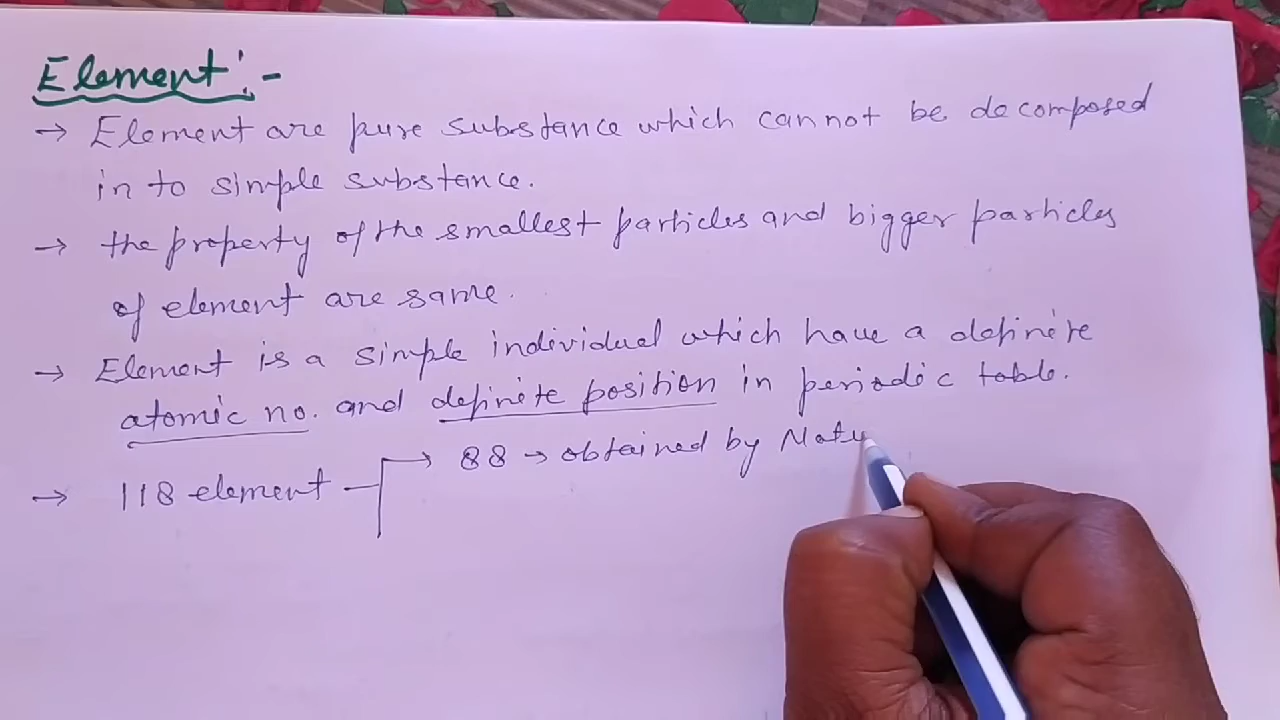 Element :-
→ Element are pure substance which cannot be decomposed
in to simple substance.
→ the property of the smallest particles and bigger particles
of element are same.
→ Element is a simple individual which have a definite
atomic no. and definite position in periodic table.
→ 118 element → 88 → obtained by Natu